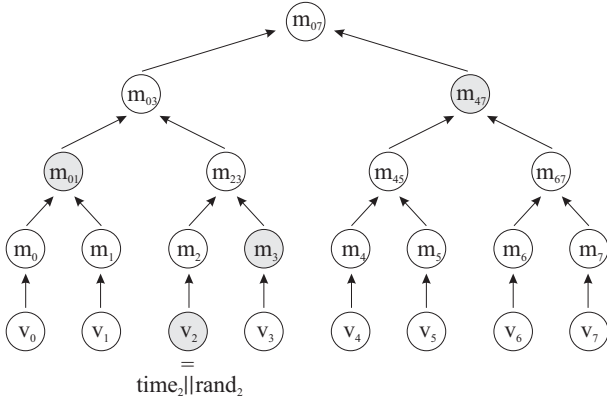 m₀₇
m₀₃ m₄₇
m₀₁ m₂₃ m₄₅ m₆₇
m₀ m₁ m₂ m₃ m₄ m₅ m₆ m₇
v₀ v₁ v₂ v₃ v₄ v₅ v₆ v₇
=
time₂||rand₂